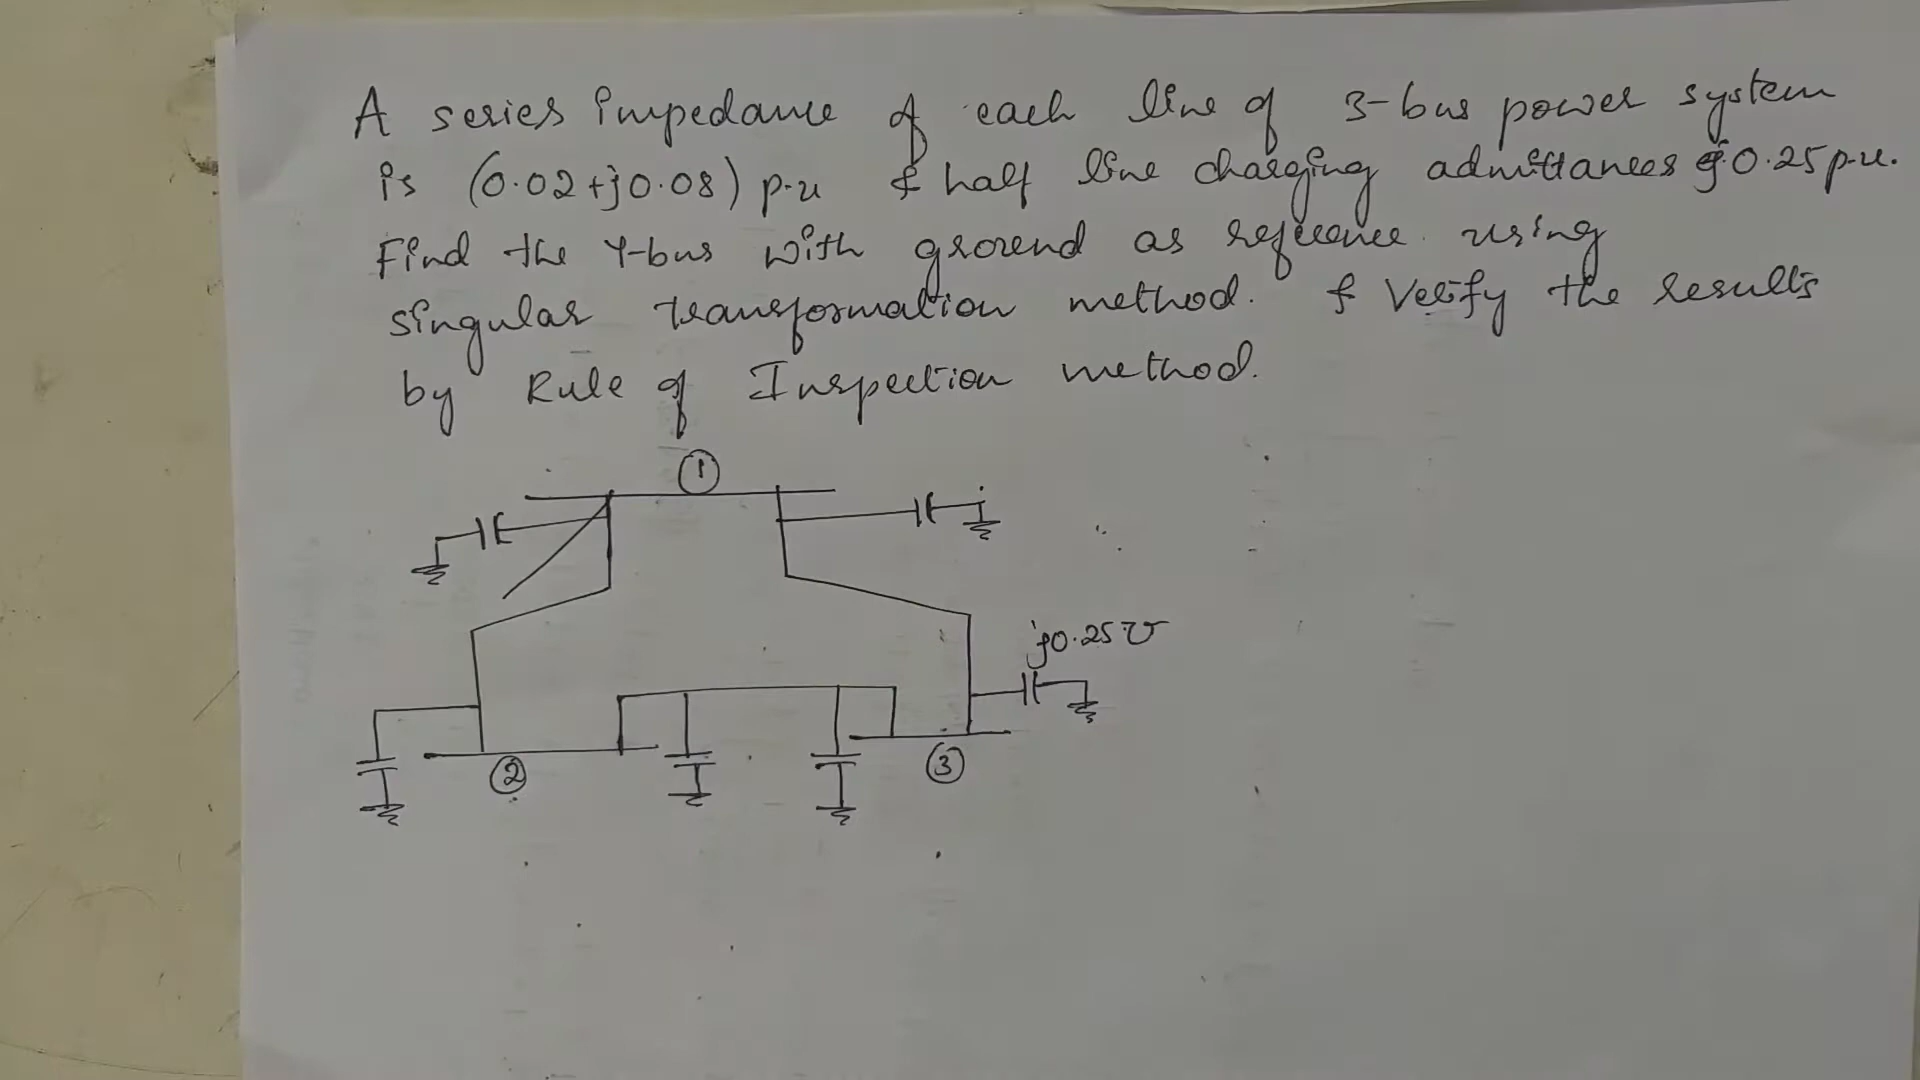 A series impedance of each line of 3-bus power system
is (0.02+j0.08) p.u & half line charging admittances j0.25 p.u.
Find the Y-bus with ground as reference using
singular transformation method. & Verify the results
by Rule of Inspection method.
①
j0.25 ℧
②
③